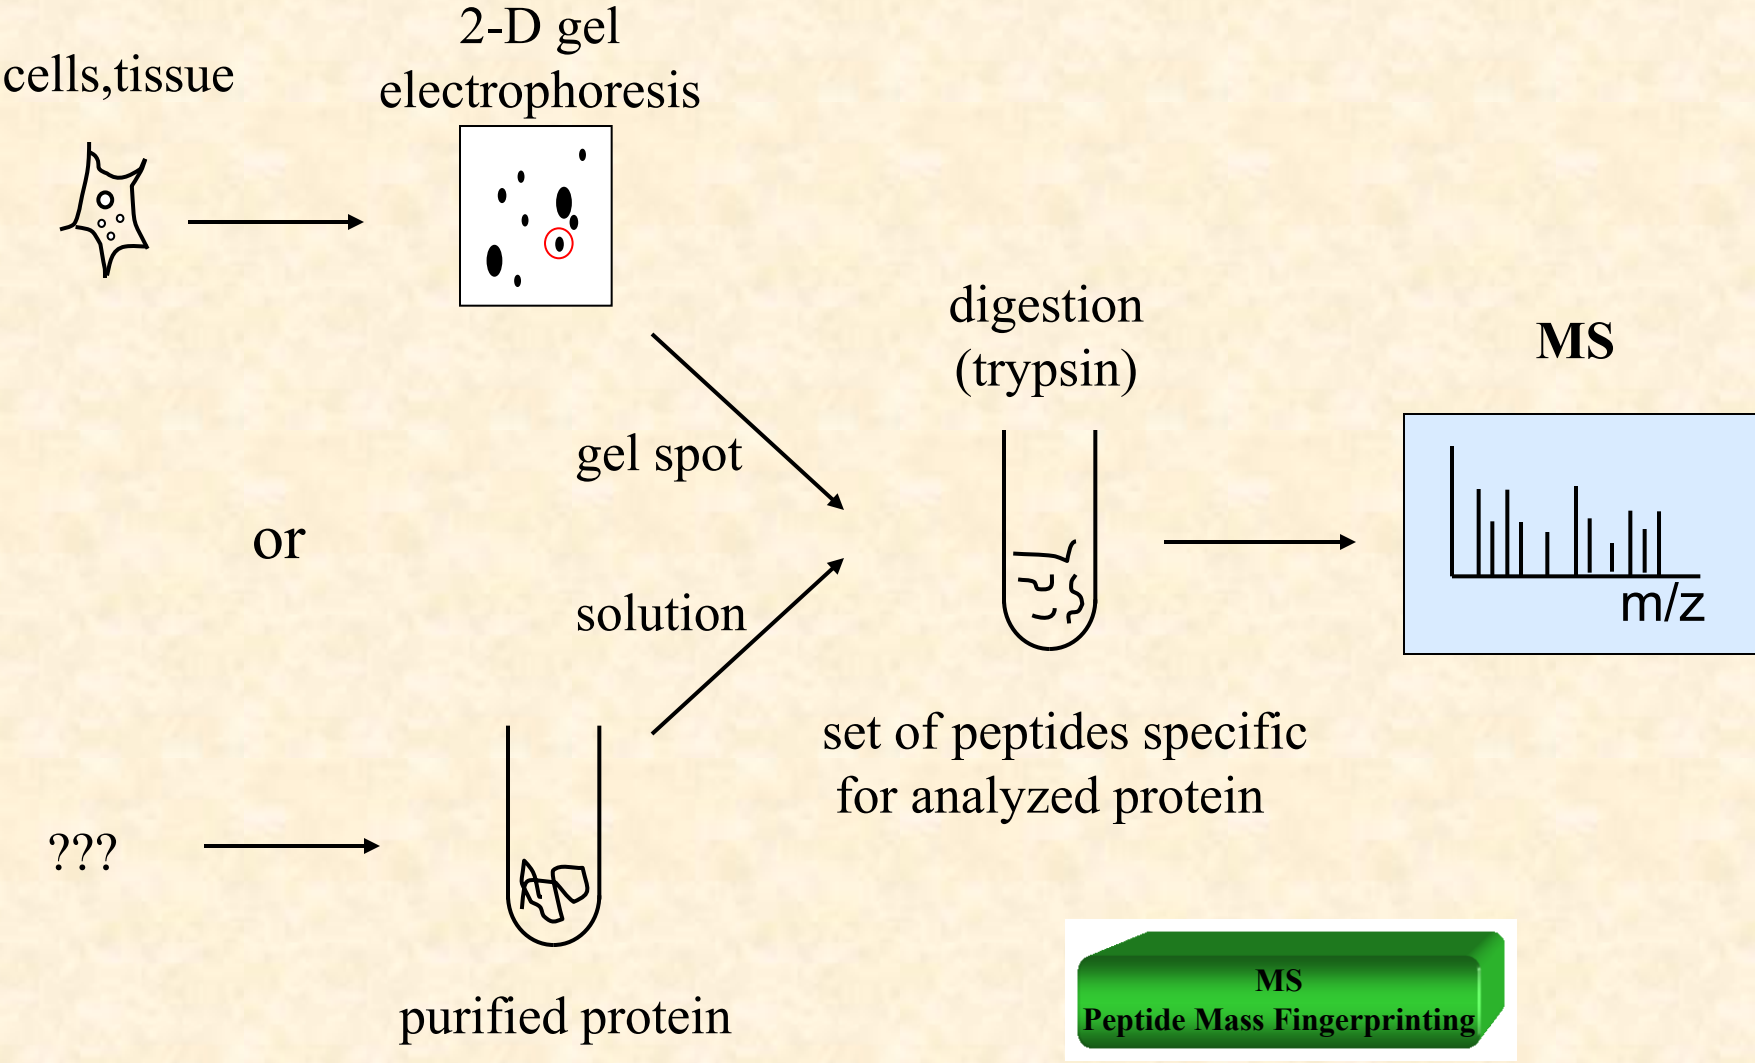 2-D gel
electrophoresis
cells,tissue
digestion
(trypsin)
MS
gel spot
or
solution
m/z
set of peptides specific
for analyzed protein
???
purified protein
MS
Peptide Mass Fingerprinting